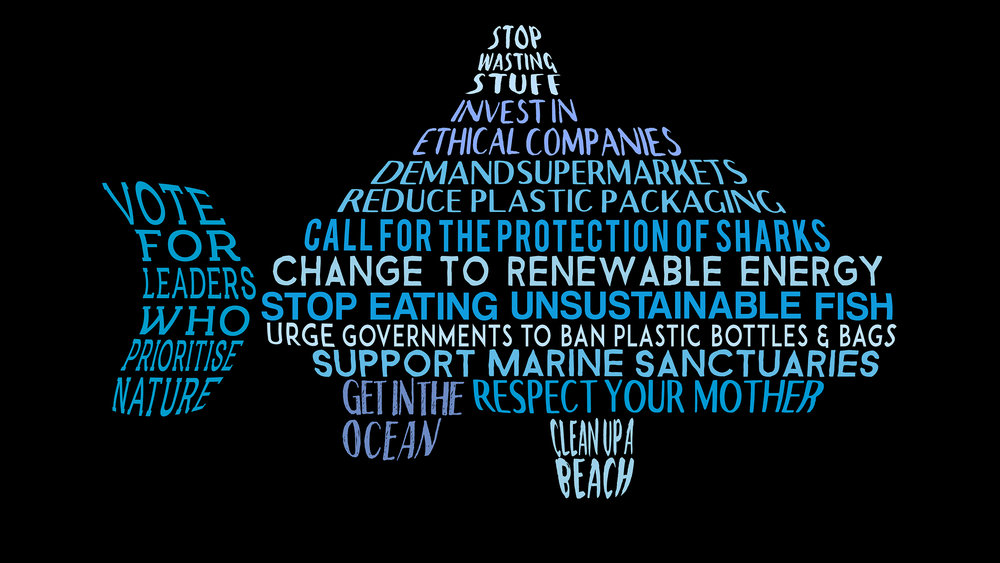 STOP
WASTING
STUFF
INVEST IN
ETHICAL COMPANIES
DEMAND SUPERMARKETS
REDUCE PLASTIC PACKAGING
CALL FOR THE PROTECTION OF SHARKS
CHANGE TO RENEWABLE ENERGY
STOP EATING UNSUSTAINABLE FISH
URGE GOVERNMENTS TO BAN PLASTIC BOTTLES & BAGS
SUPPORT MARINE SANCTUARIES
GET IN THE
OCEAN
RESPECT YOUR MOTHER
CLEAN UP A
BEACH
VOTE
FOR
LEADERS
WHO
PRIORITISE
NATURE